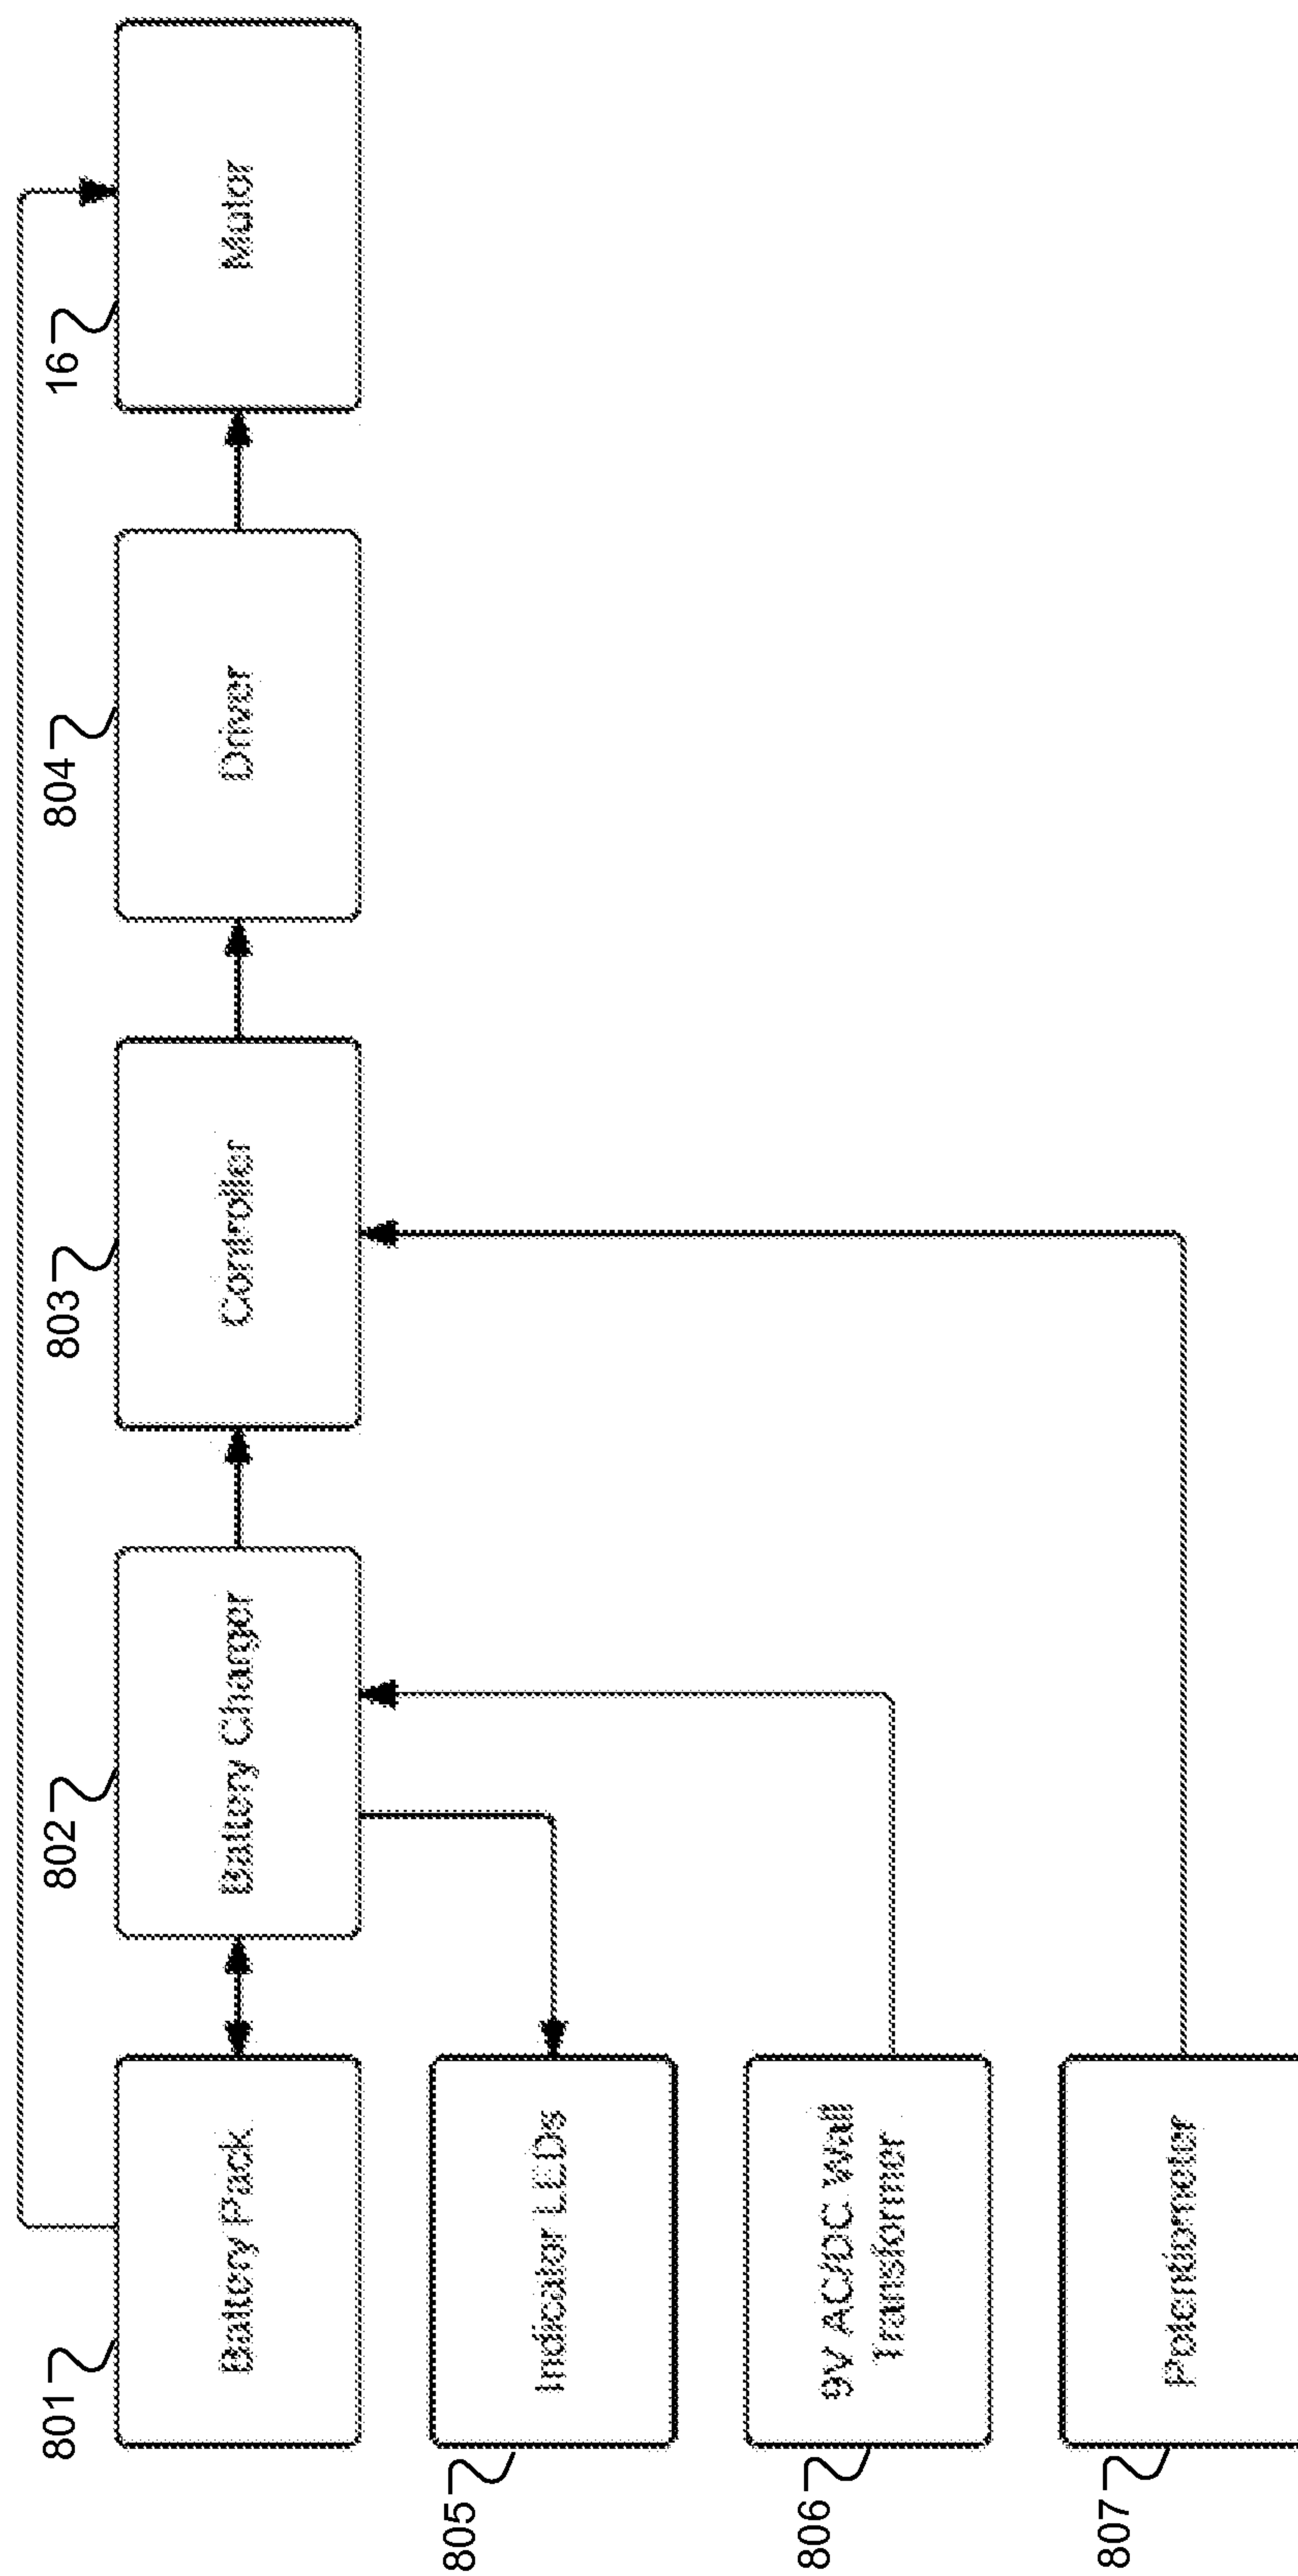 801
Battery Pack
802
Battery Charger
803
Controller
804
Driver
16
Motor
805
Indicator LEDs
806
9V AC/DC Wall
Transformer
807
Potentiometer